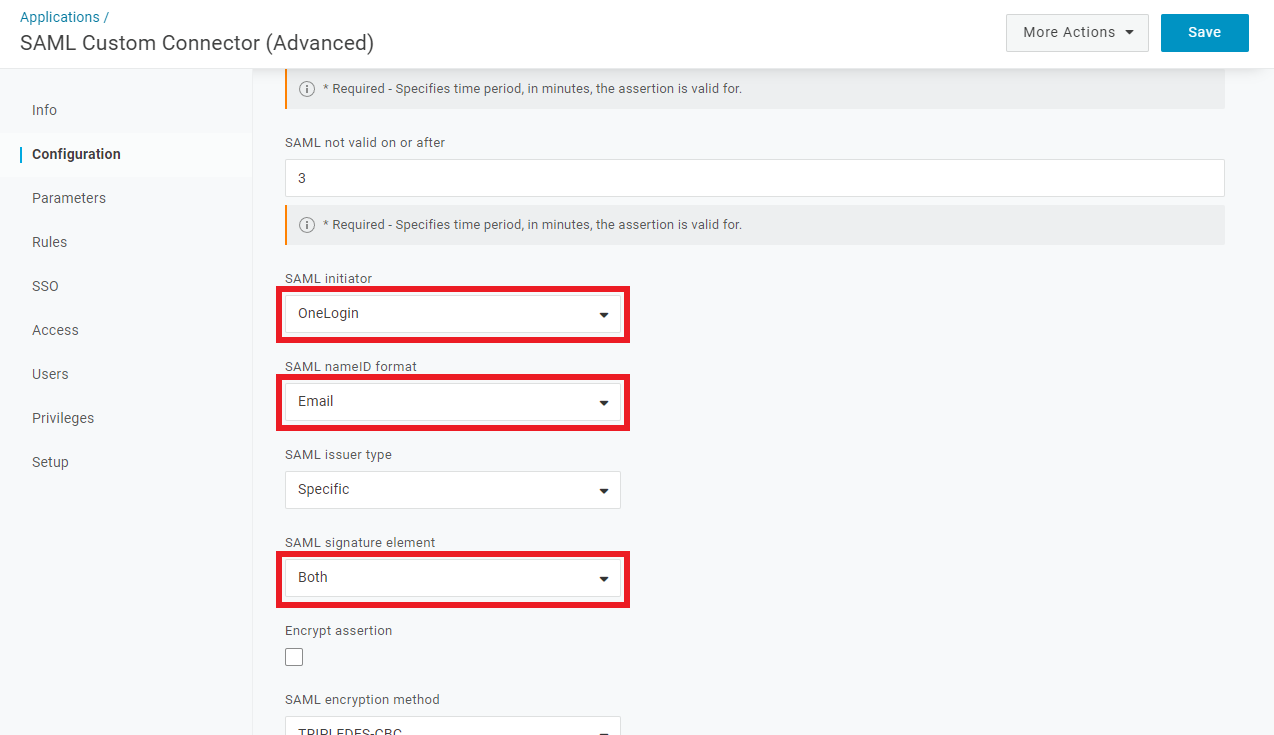 Applications /
SAML Custom Connector (Advanced)
More Actions
Save
Info
Configuration
Parameters
Rules
SSO
Access
Users
Privileges
Setup
* Required - Specifies time period, in minutes, the assertion is valid for.
SAML not valid on or after
3
* Required - Specifies time period, in minutes, the assertion is valid for.
SAML initiator
OneLogin
SAML nameID format
Email
SAML issuer type
Specific
SAML signature element
Both
Encrypt assertion
SAML encryption method
TRIPLEDES-CBC